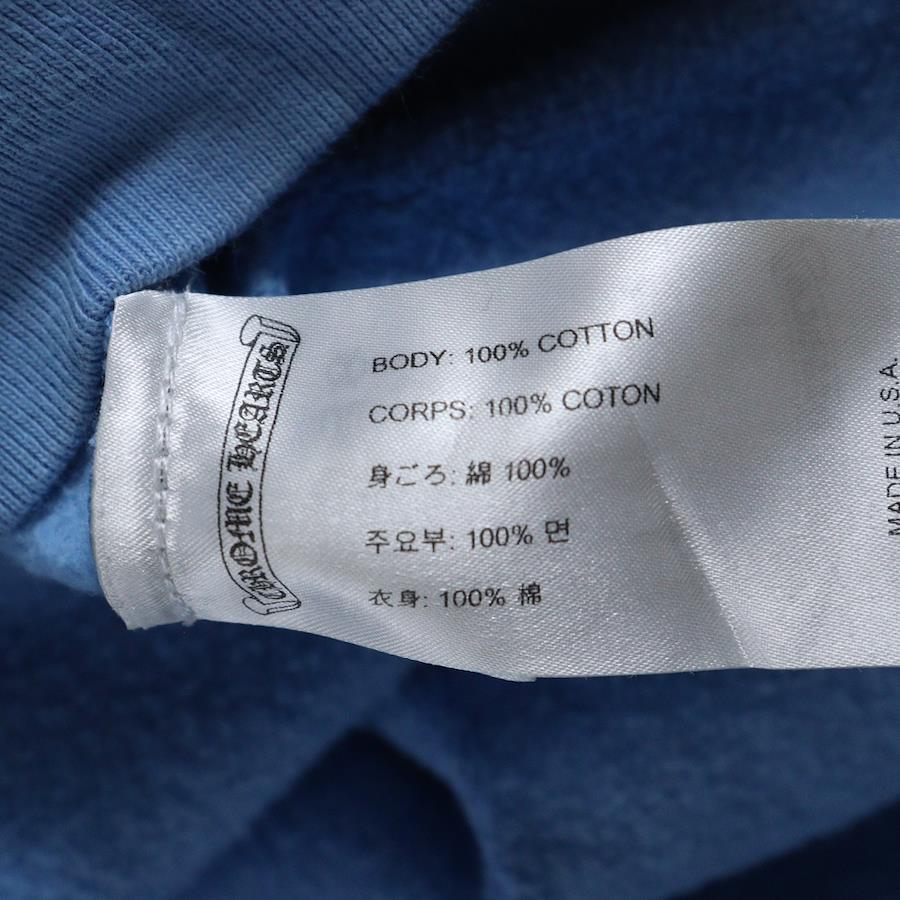 CHROME HEARTS
BODY: 100% COTTON
CORPS: 100% COTON
身ごろ: 綿 100%
주요부: 100% 면
衣身: 100% 棉
MADE IN U.S.A.